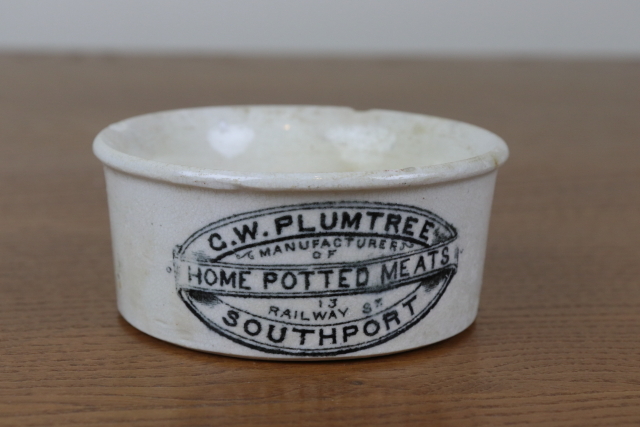 G.W. PLUMTREE
MANUFACTURER
OF
HOME POTTED MEATS
13
RAILWAY ST
SOUTHPORT